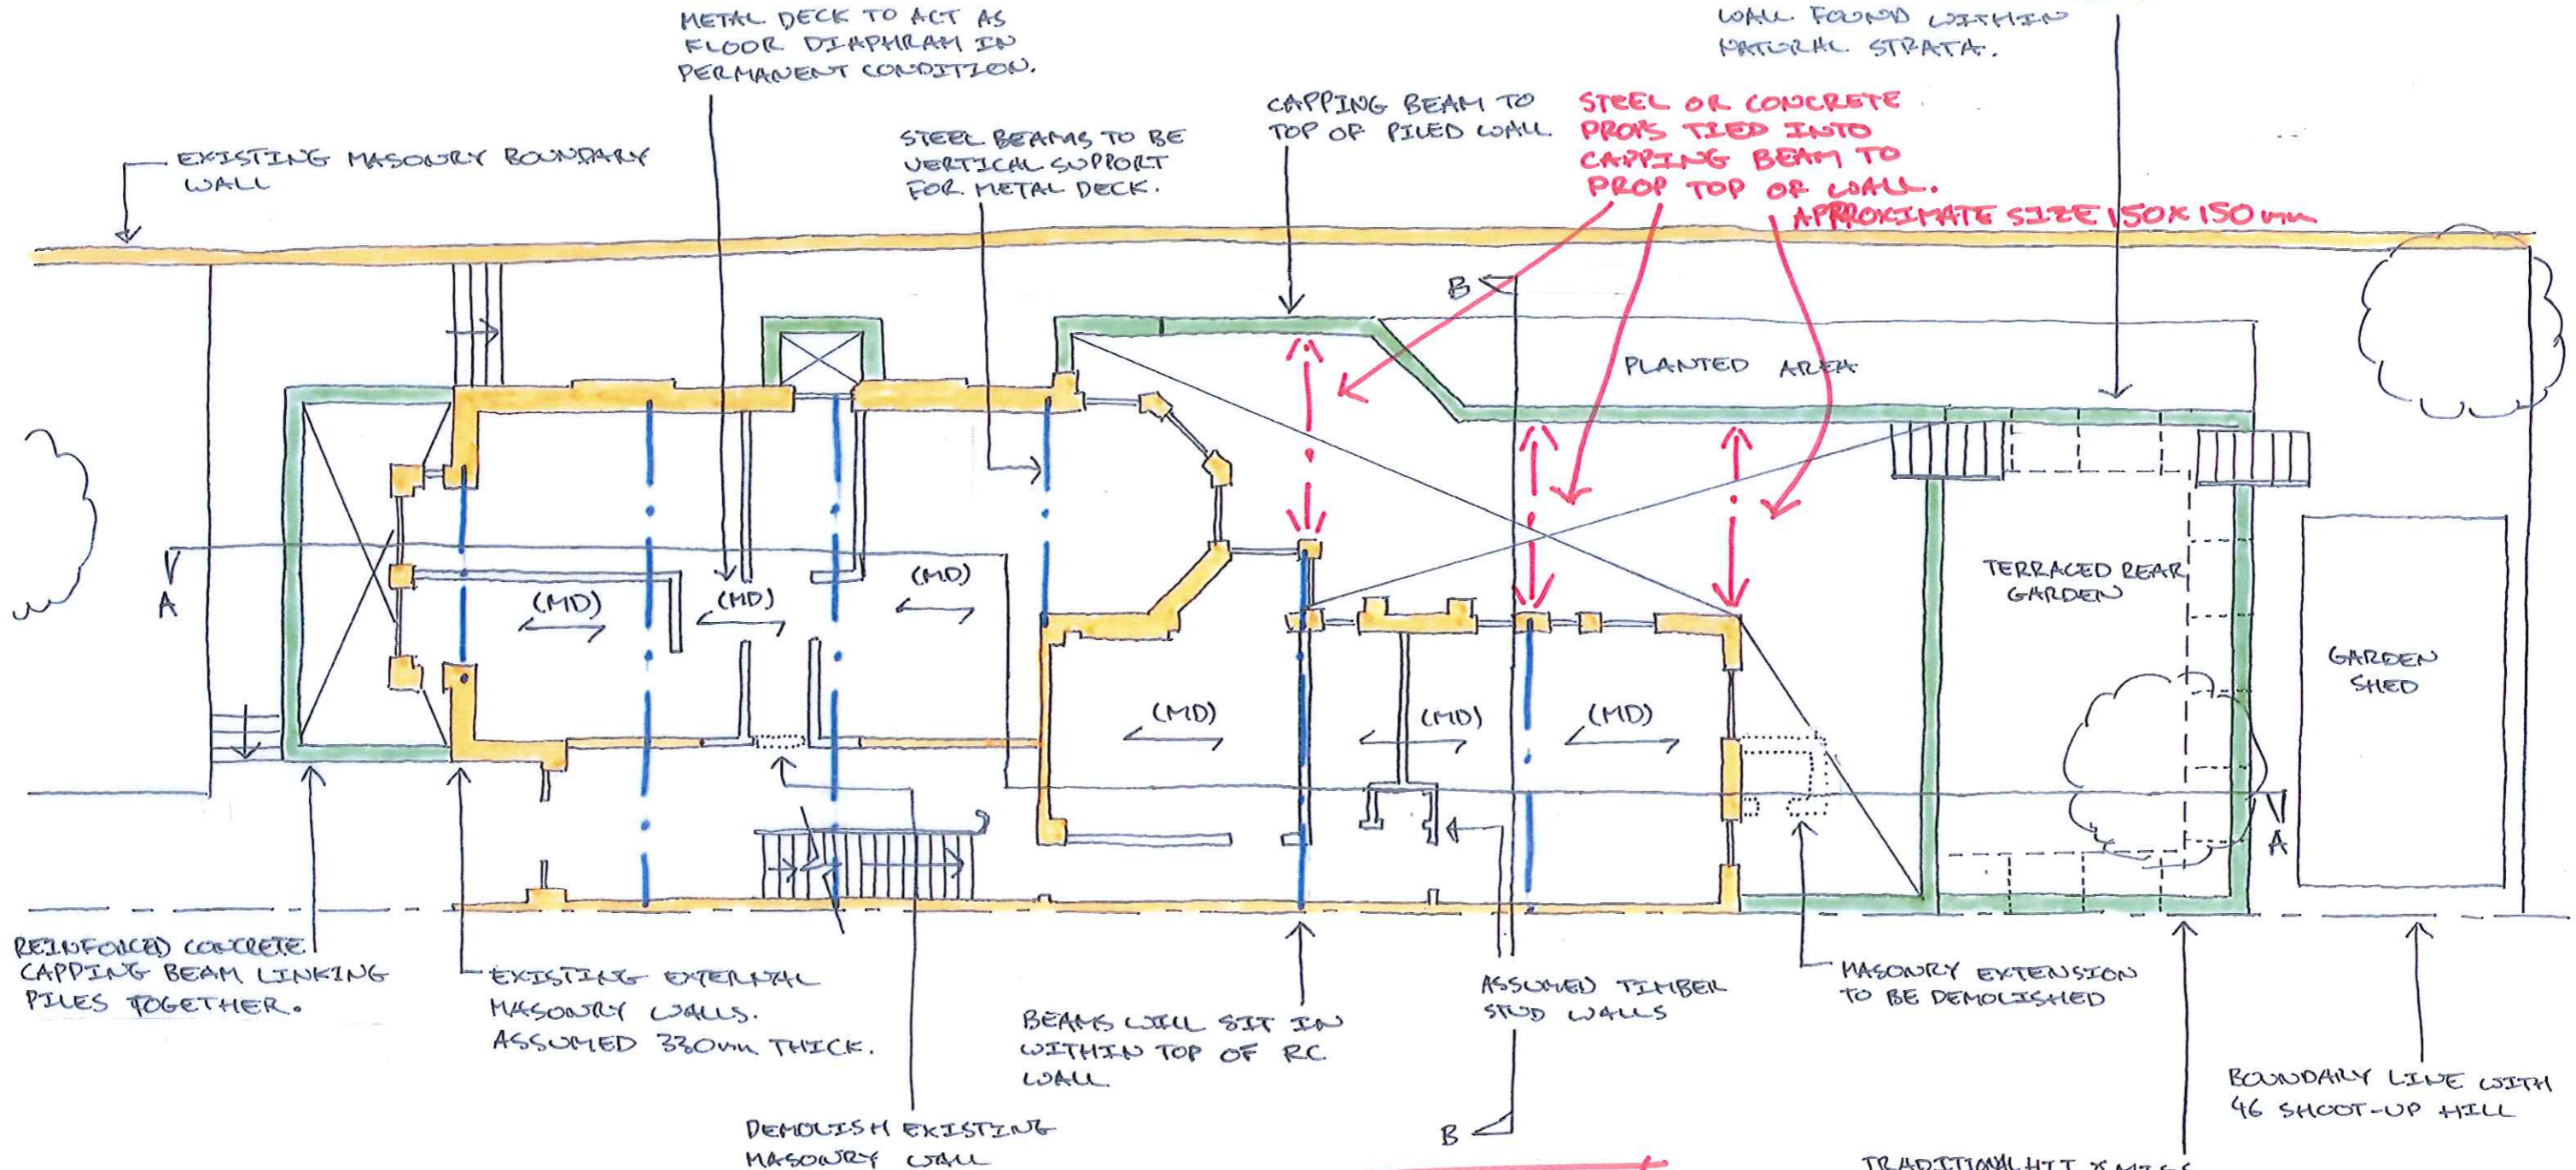 METAL DECK TO ACT AS
FLOOR DIAPHRAM IN
PERMANENT CONDITION.
WALL FOUND WITHIN
NATURAL STRATA.
CAPPING BEAM TO
TOP OF PILED WALL.
STEEL OR CONCRETE
PROPS TIED INTO
CAPPING BEAM TO
PROP TOP OF WALL.
APPROXIMATE SIZE 150X150mm
STEEL BEAMS TO BE
VERTICAL SUPPORT
FOR METAL DECK.
EXISTING MASONRY BOUNDARY
WALL
B
PLANTED AREA
A
(MD)
(MD)
(MD)
TERRACED REAR
GARDEN
GARDEN
SHED
(MD)
(MD)
(MD)
A
REINFORCED CONCRETE
CAPPING BEAM LINKING
PILES TOGETHER.
EXISTING EXTERNAL
MASONRY WALLS.
ASSUMED 330mm THICK.
BEAMS WILL SIT IN
WITHIN TOP OF RC
WALL
ASSUMED TIMBER
STUD WALLS
MASONRY EXTENSION
TO BE DEMOLISHED
BOUNDARY LINE WITH
46 SHOOT-UP HILL
DEMOLISH EXISTING
MASONRY WALL
B
TRADITIONAL HIT & MISS